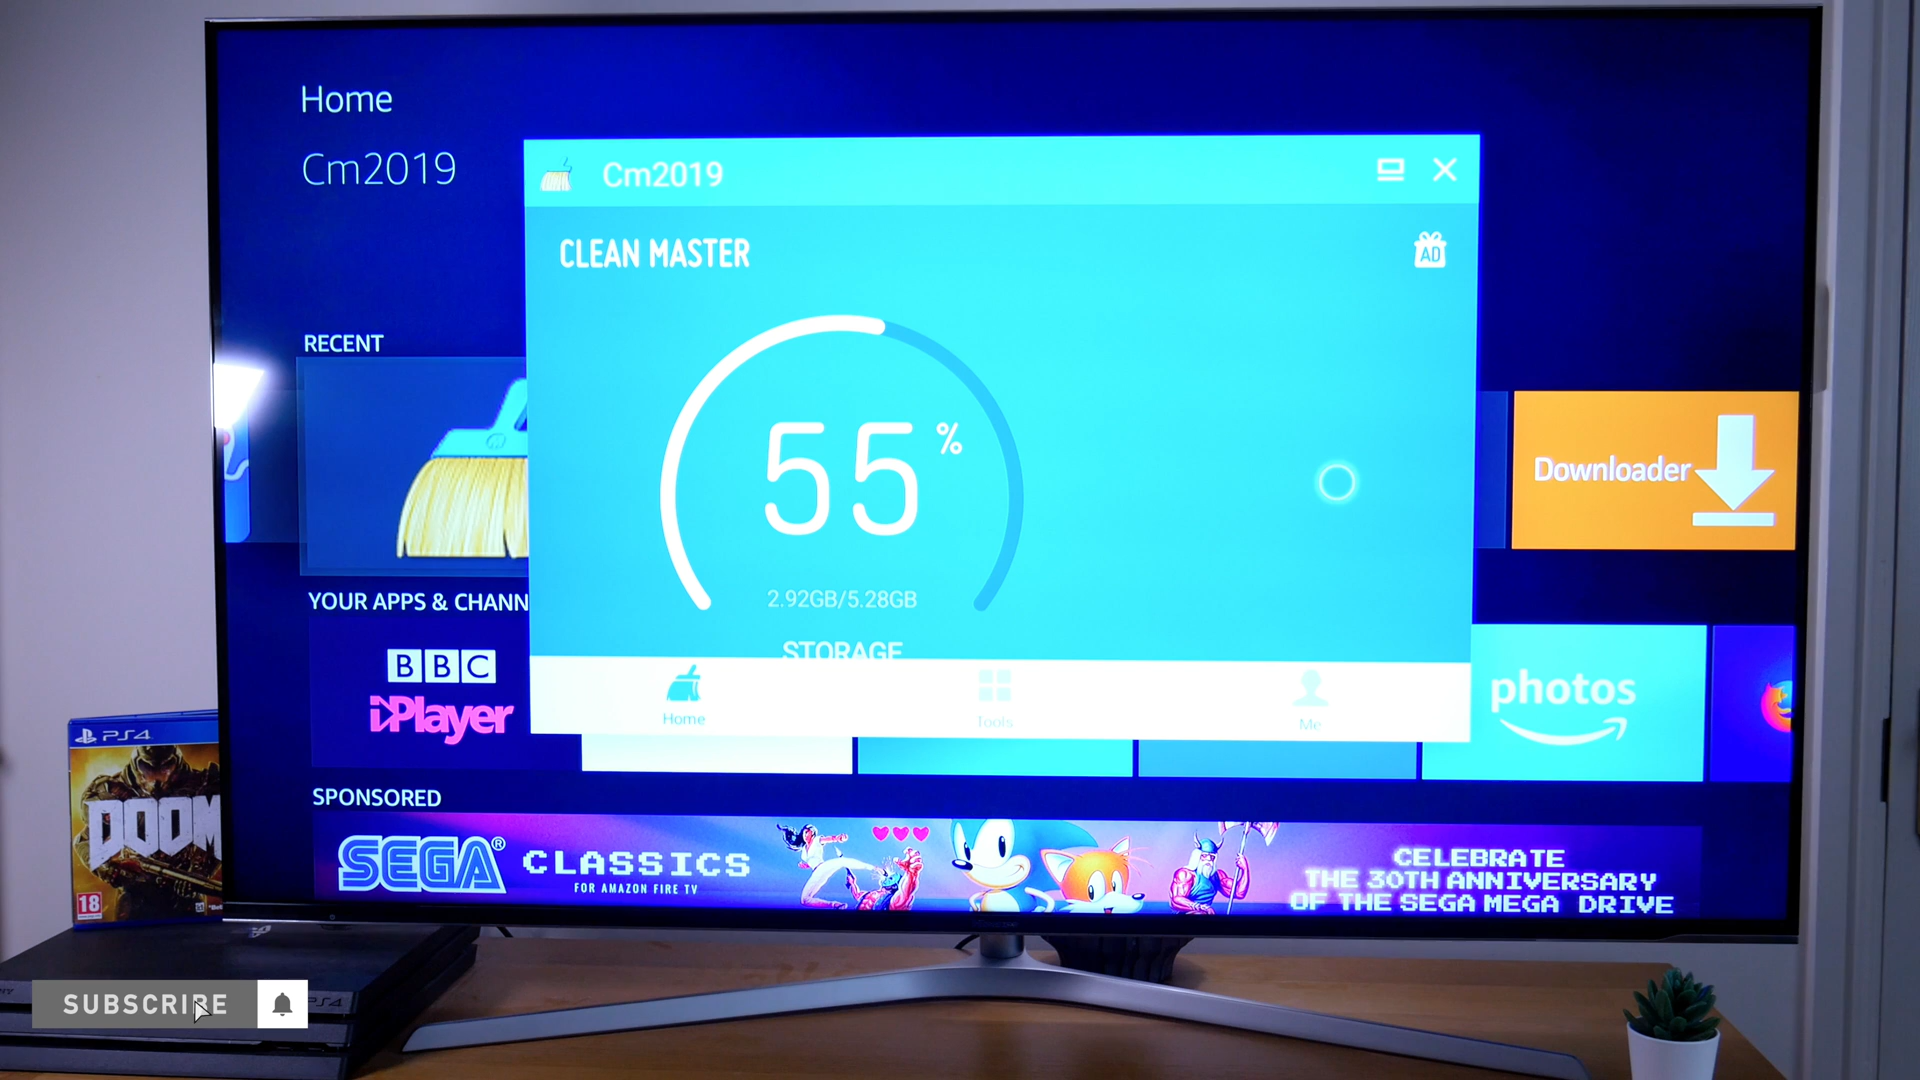 Home
Cm2019
Cm2019
CLEAN MASTER
AD
RECENT
55%
2.92GB/5.28GB
STORAGE
Downloader
YOUR APPS & CHANN
BBC
iPlayer
Home
Tools
Me
photos
PS4
DOOM
18
SPONSORED
SEGA®
CLASSICS
FOR AMAZON FIRE TV
CELEBRATE
THE 30TH ANNIVERSARY
OF THE SEGA MEGA DRIVE
SUBSCRIBE
PS4